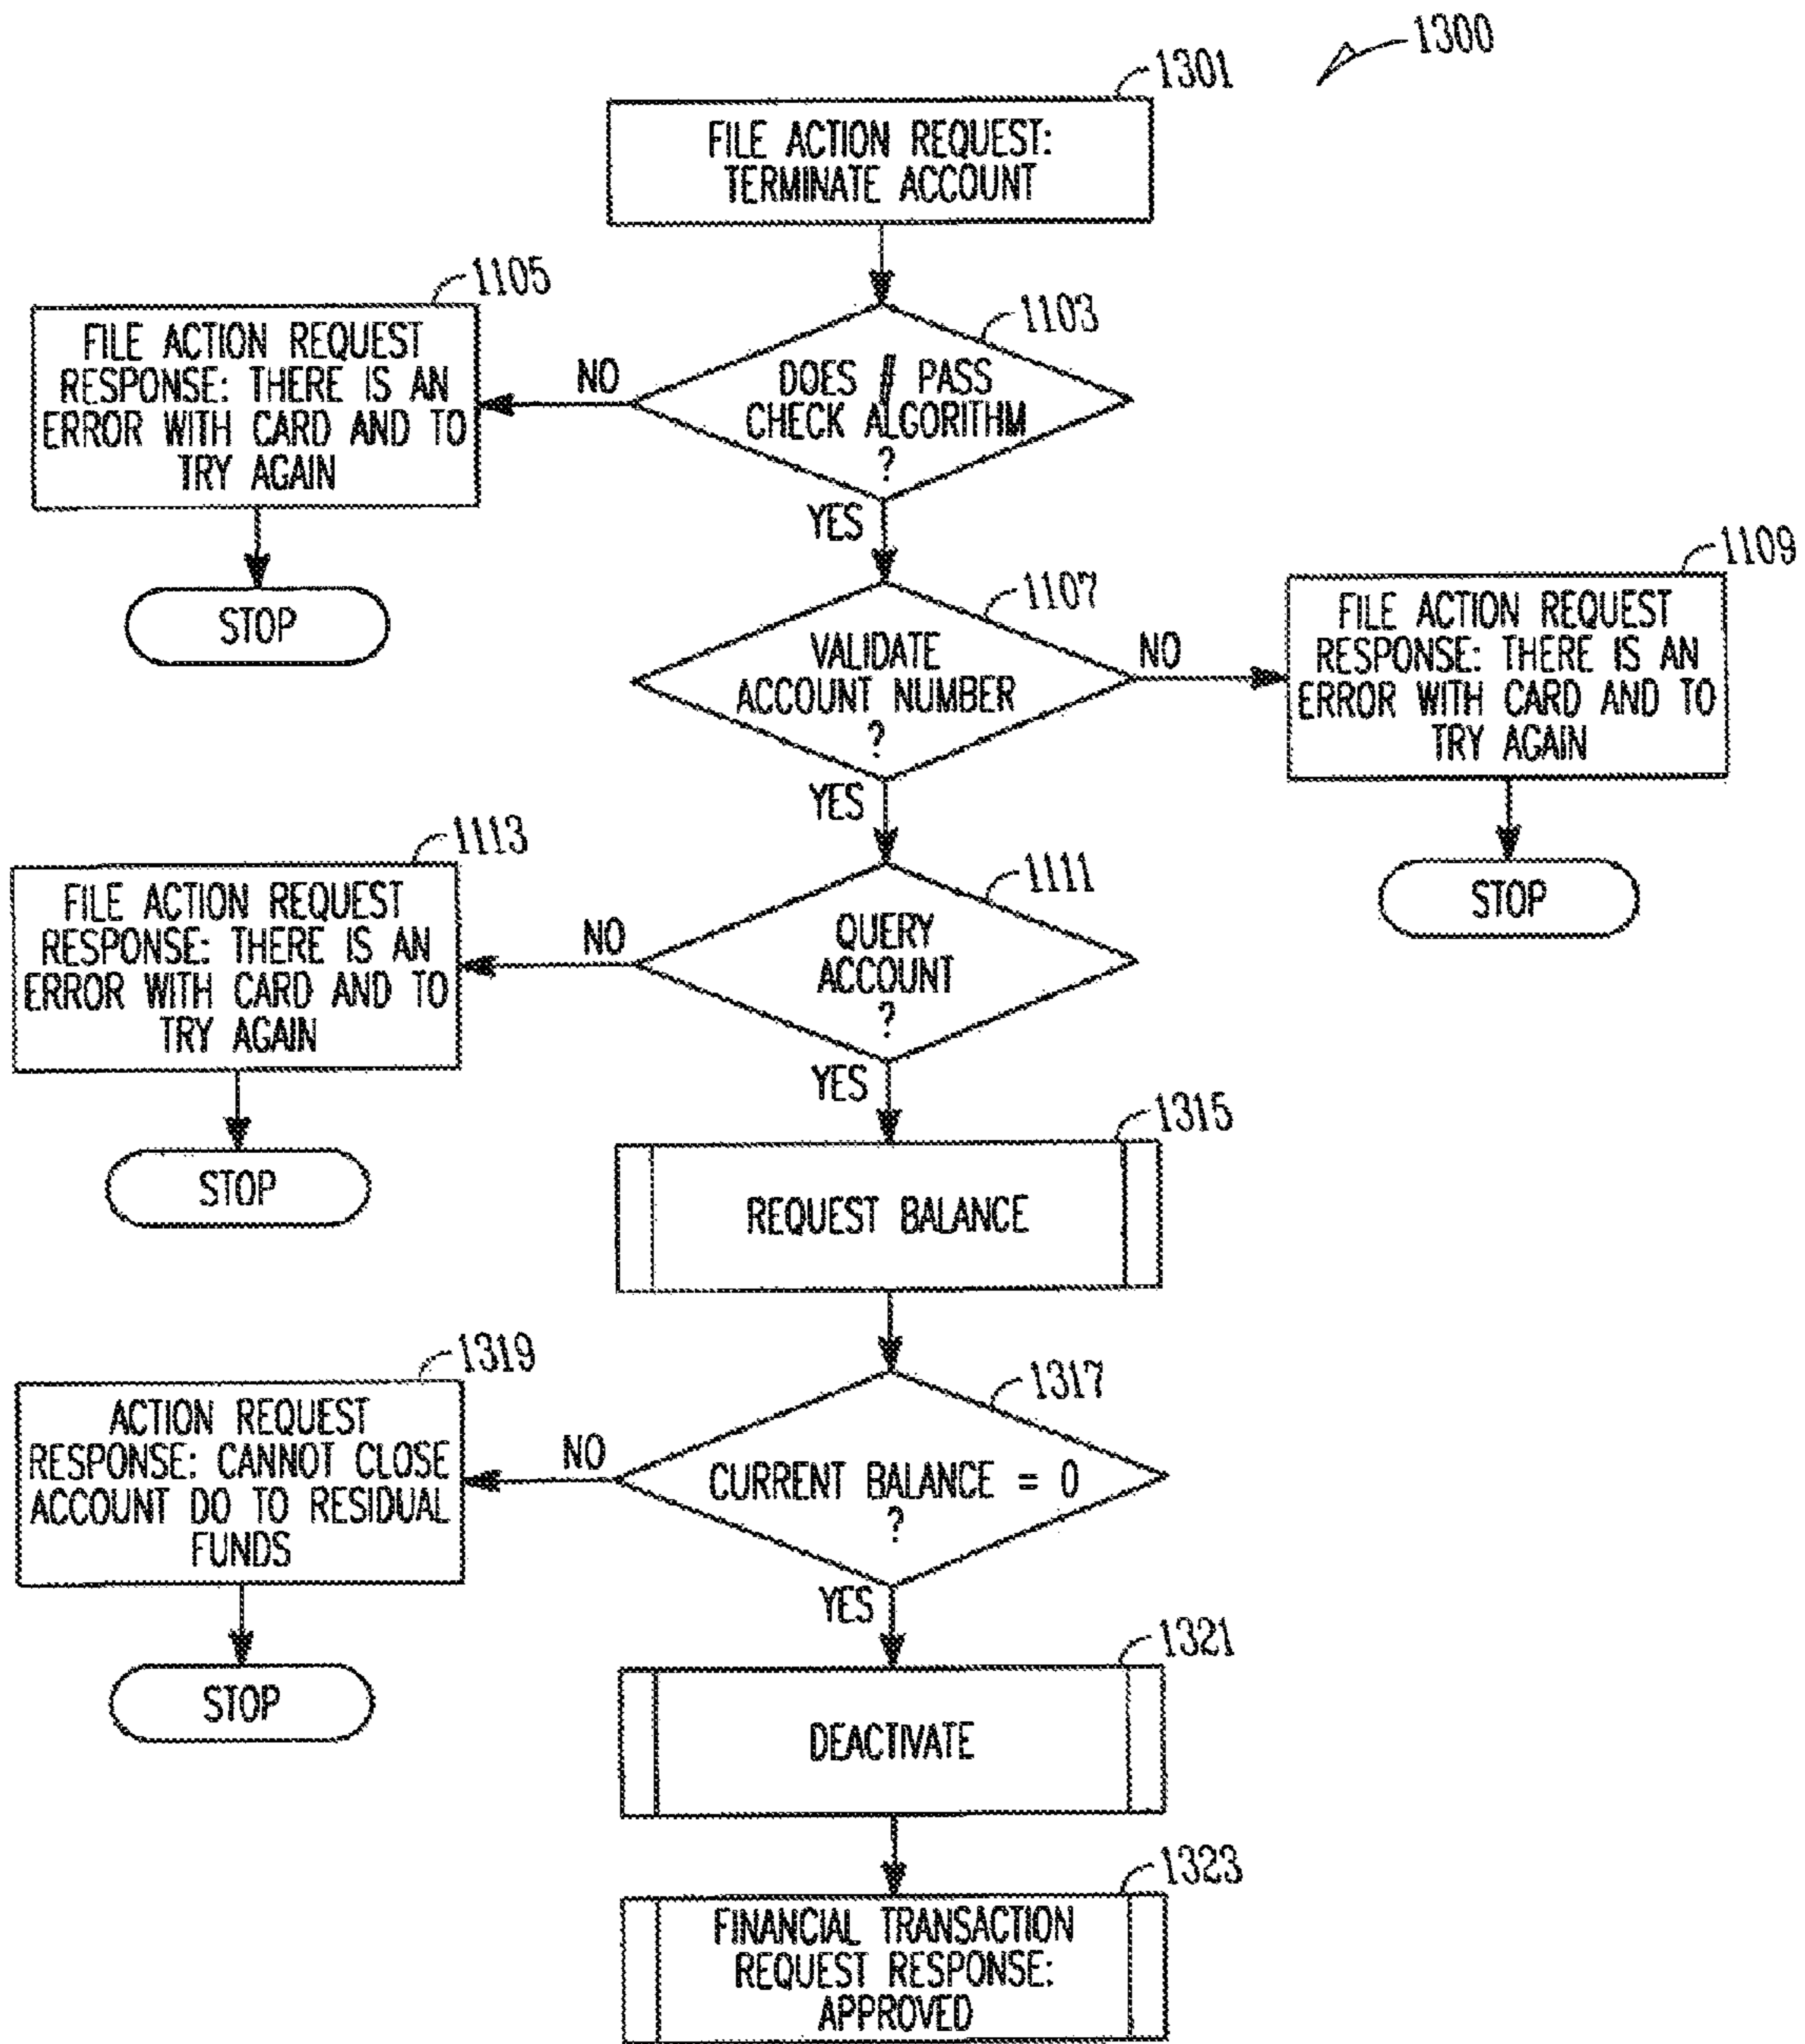 1300
1301
FILE ACTION REQUEST:
TERMINATE ACCOUNT
1105
FILE ACTION REQUEST
RESPONSE: THERE IS AN
ERROR WITH CARD AND TO
TRY AGAIN
NO
1103
DOES # PASS
CHECK ALGORITHM
?
YES
STOP
1107
VALIDATE
ACCOUNT NUMBER
?
NO
1109
FILE ACTION REQUEST
RESPONSE: THERE IS AN
ERROR WITH CARD AND TO
TRY AGAIN
YES
STOP
1113
FILE ACTION REQUEST
RESPONSE: THERE IS AN
ERROR WITH CARD AND TO
TRY AGAIN
NO
1111
QUERY
ACCOUNT
?
YES
STOP
1315
REQUEST BALANCE
1319
ACTION REQUEST
RESPONSE: CANNOT CLOSE
ACCOUNT DO TO RESIDUAL
FUNDS
NO
1317
CURRENT BALANCE = 0
?
YES
STOP
1321
DEACTIVATE
1323
FINANCIAL TRANSACTION
REQUEST RESPONSE:
APPROVED